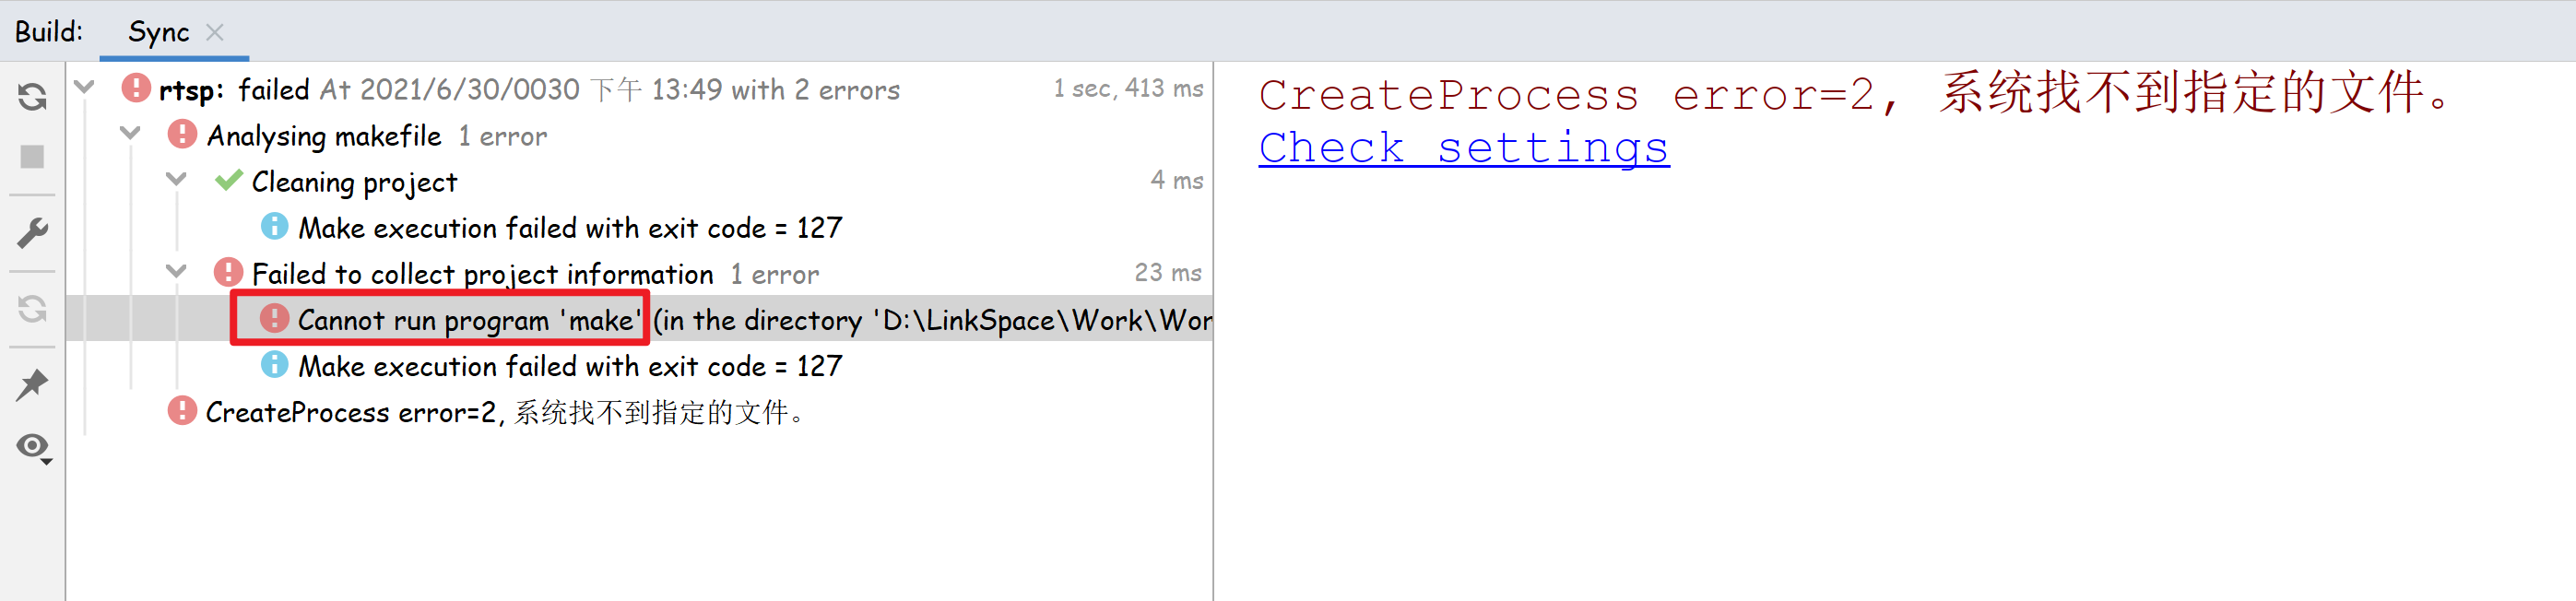 Build: Sync
rtsp: failed At 2021/6/30/0030 下午 13:49 with 2 errors 1 sec, 413 ms
Analysing makefile 1 error
Cleaning project 4 ms
Make execution failed with exit code = 127
Failed to collect project information 1 error 23 ms
Cannot run program 'make' (in the directory 'D:\LinkSpace\Work\Wor
Make execution failed with exit code = 127
CreateProcess error=2, 系统找不到指定的文件。
CreateProcess error=2, 系统找不到指定的文件。
Check settings